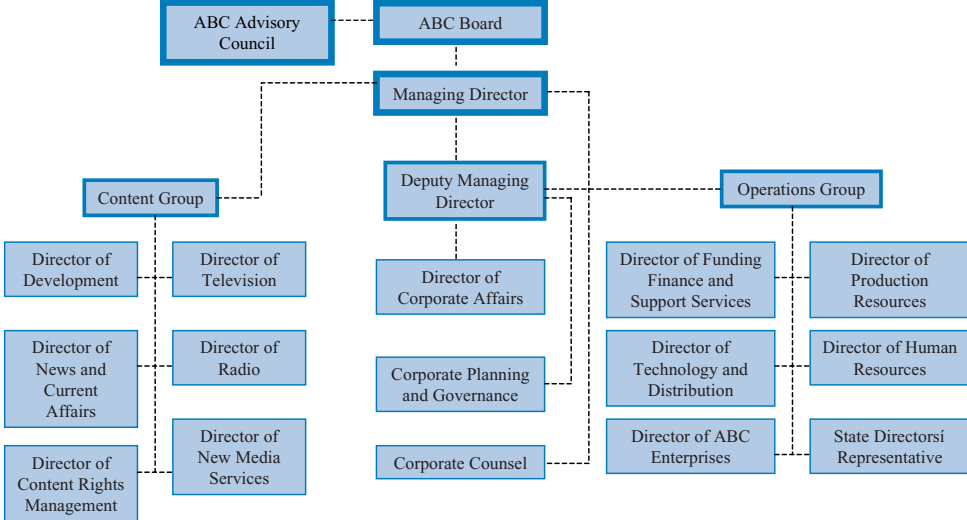 ABC Advisory
Council
ABC Board
Managing Director
Content Group
Deputy Managing
Director
Operations Group
Director of
Development
Director of
Television
Director of
News and
Current
Affairs
Director of
Radio
Director of
Content Rights
Management
Director of
New Media
Services
Director of
Corporate Affairs
Corporate Planning
and Governance
Corporate Counsel
Director of Funding
Finance and
Support Services
Director of
Production
Resources
Director of
Technology and
Distribution
Director of Human
Resources
Director of ABC
Enterprises
State Directorsí
Representative